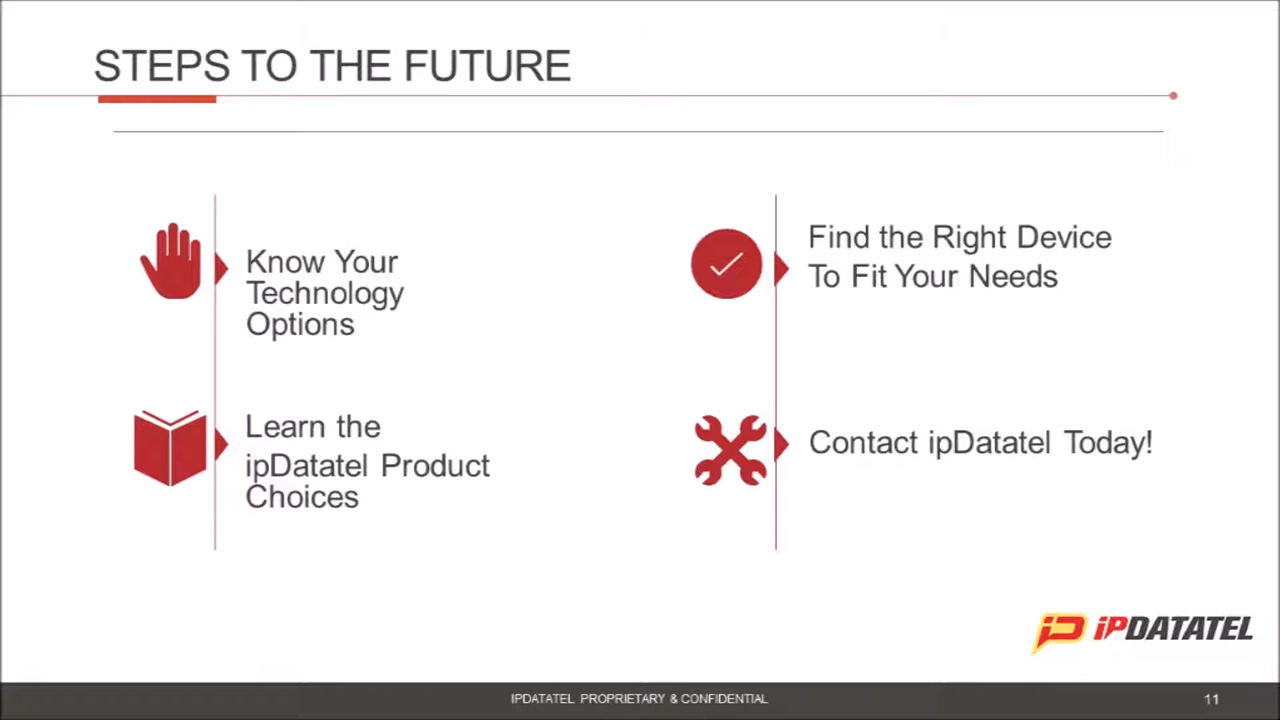 STEPS TO THE FUTURE
Know Your
Technology
Options
Learn the
ipDatatel Product
Choices
Find the Right Device
To Fit Your Needs
Contact ipDatatel Today!
iPDATATEL
IPDATATEL PROPRIETARY & CONFIDENTIAL
11